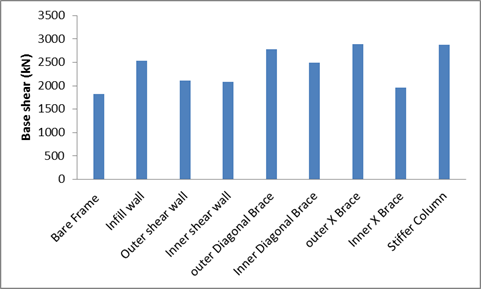 3500
3000
2500
2000
1500
1000
500
0
Base shear (kN)
Bare Frame
Infill wall
Outer shear wall
Inner shear wall
outer Diagonal Brace
Inner Diagonal Brace
outer X Brace
Inner X Brace
Stiffer Column